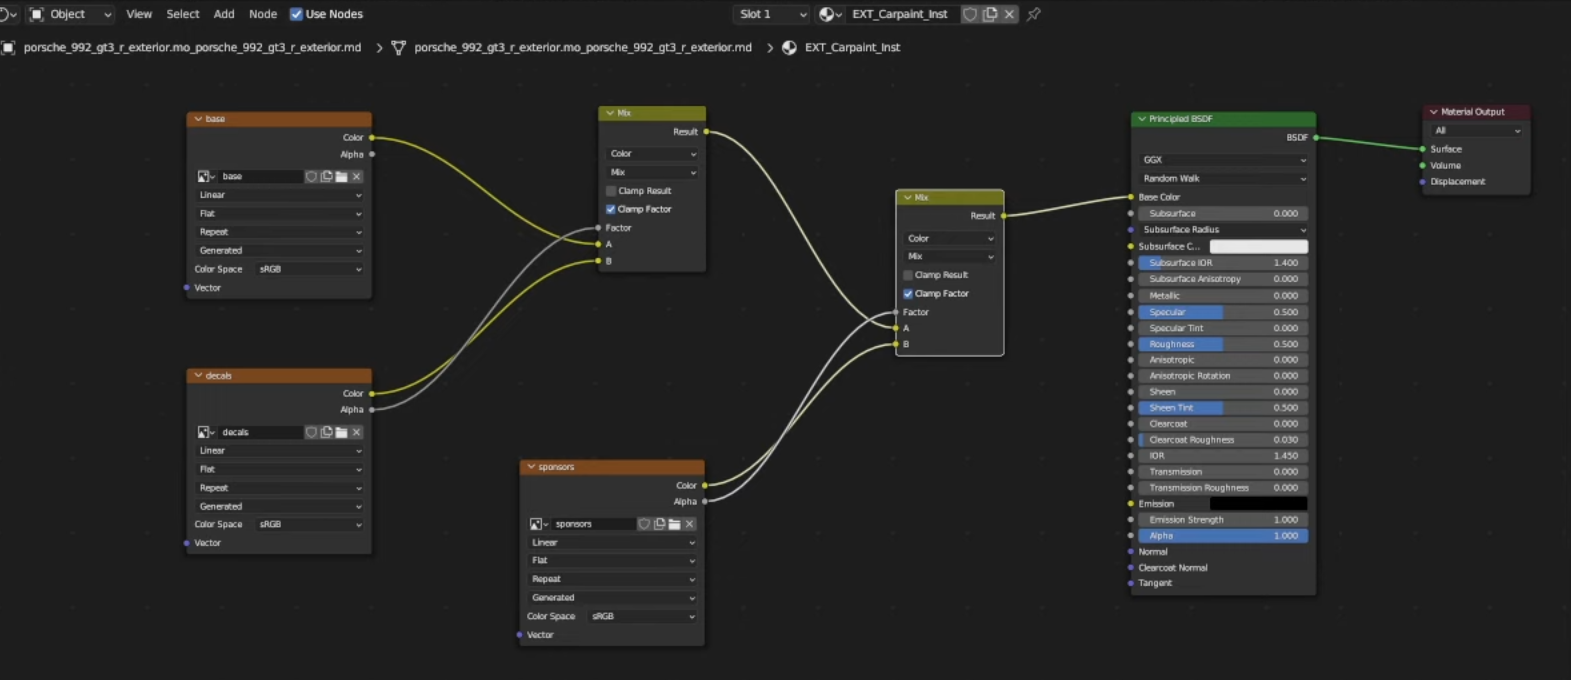 Object View Select Add Node Use Nodes Slot 1 EXT_Carpaint_Inst
porsche_992_gt3_r_exterior.mo_porsche_992_gt3_r_exterior.md > porsche_992_gt3_r_exterior.mo_porsche_992_gt3_r_exterior.md > EXT_Carpaint_Inst
base
Color
Alpha
base
Linear
Flat
Repeat
Generated
Color Space sRGB
Vector
decals
Color
Alpha
decals
Linear
Flat
Repeat
Generated
Color Space sRGB
Vector
Mix
Result
Color
Mix
Clamp Result
Clamp Factor
Factor
A
B
sponsors
Color
Alpha
sponsors
Linear
Flat
Repeat
Generated
Color Space sRGB
Vector
Mix
Result
Color
Mix
Clamp Result
Clamp Factor
Factor
A
B
Principled BSDF
BSDF
GGX
Random Walk
Base Color
Subsurface 0.000
Subsurface Radius
Subsurface C...
Subsurface IOR 1.400
Subsurface Anisotropy 0.000
Metallic 0.000
Specular 0.500
Specular Tint 0.000
Roughness 0.500
Anisotropic 0.000
Anisotropic Rotation 0.000
Sheen 0.000
Sheen Tint 0.500
Clearcoat 0.000
Clearcoat Roughness 0.030
IOR 1.450
Transmission 0.000
Transmission Roughness 0.000
Emission
Emission Strength 1.000
Alpha 1.000
Normal
Clearcoat Normal
Tangent
Material Output
All
Surface
Volume
Displacement